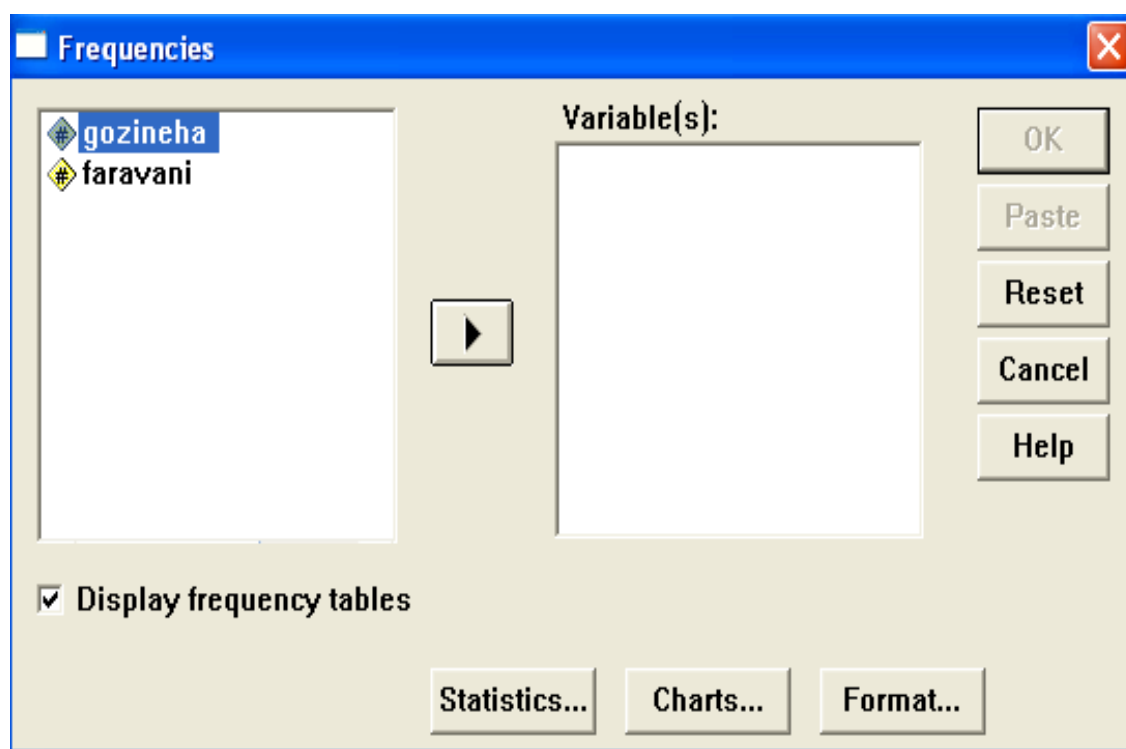 Frequencies
gozineha
faravani
Variable(s):
OK
Paste
Reset
Cancel
Help
Display frequency tables
Statistics...
Charts...
Format...